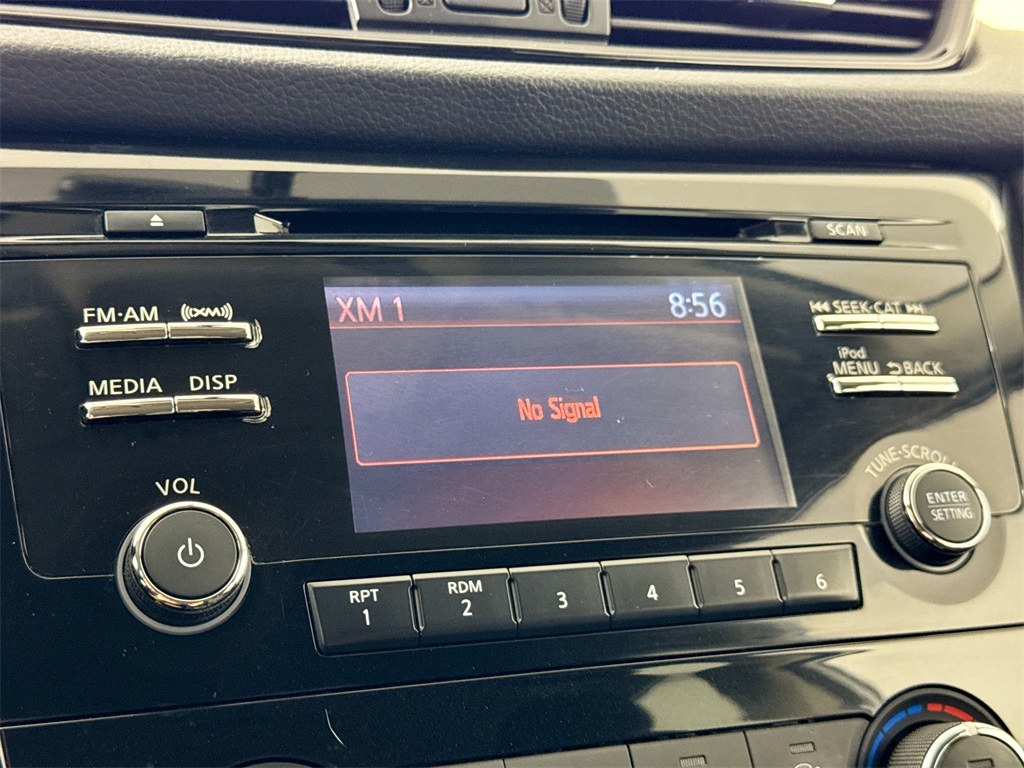 SCAN
FM·AM
((XM))
XM 1
8:56
SEEK·CAT
iPod
MENU
BACK
MEDIA
DISP
No Signal
VOL
TUNE·SCROLL
ENTER
SETTING
RPT
1
RDM
2
3
4
5
6